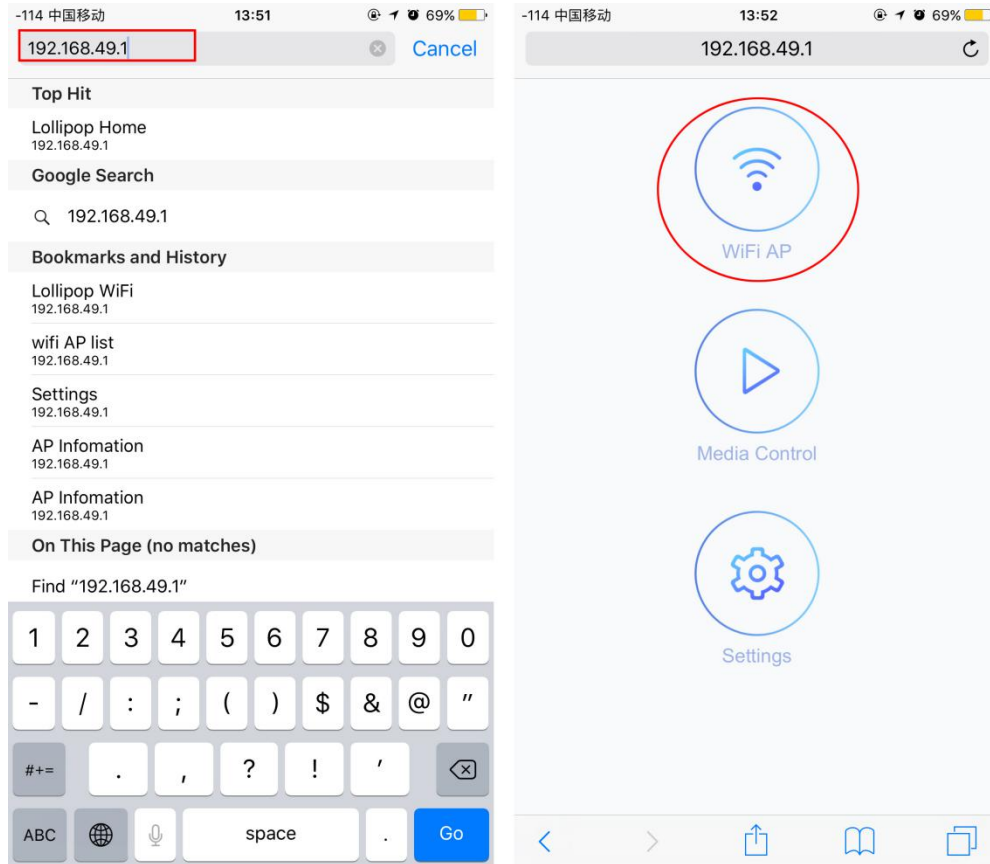 -114 中国移动 13:51 69%
192.168.49.1 Cancel
Top Hit
Lollipop Home
192.168.49.1
Google Search
192.168.49.1
Bookmarks and History
Lollipop WiFi
192.168.49.1
wifi AP list
192.168.49.1
Settings
192.168.49.1
AP Infomation
192.168.49.1
AP Infomation
192.168.49.1
On This Page (no matches)
Find “192.168.49.1”
1 2 3 4 5 6 7 8 9 0
- / : ; ( ) $ & @ "
#+= . , ? ! ’
ABC space . Go
-114 中国移动 13:52 69%
192.168.49.1
WiFi AP
Media Control
Settings